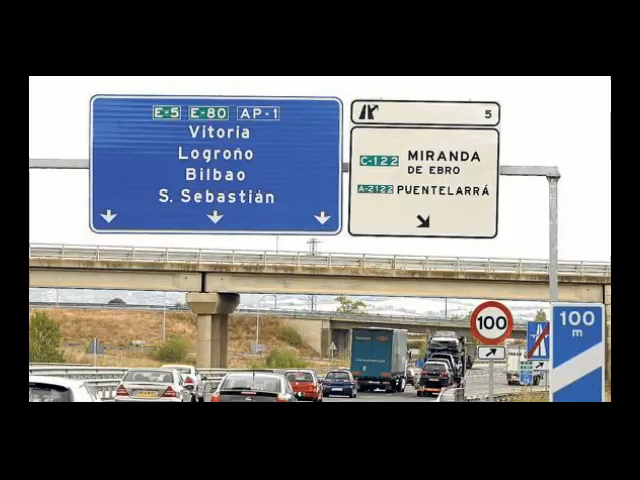 E-5 E-80 AP-1
Vitoria
Logroño
Bilbao
S. Sebastián
5
C-122 MIRANDA
DE EBRO
A-2122 PUENTELARRÁ
100
100 m